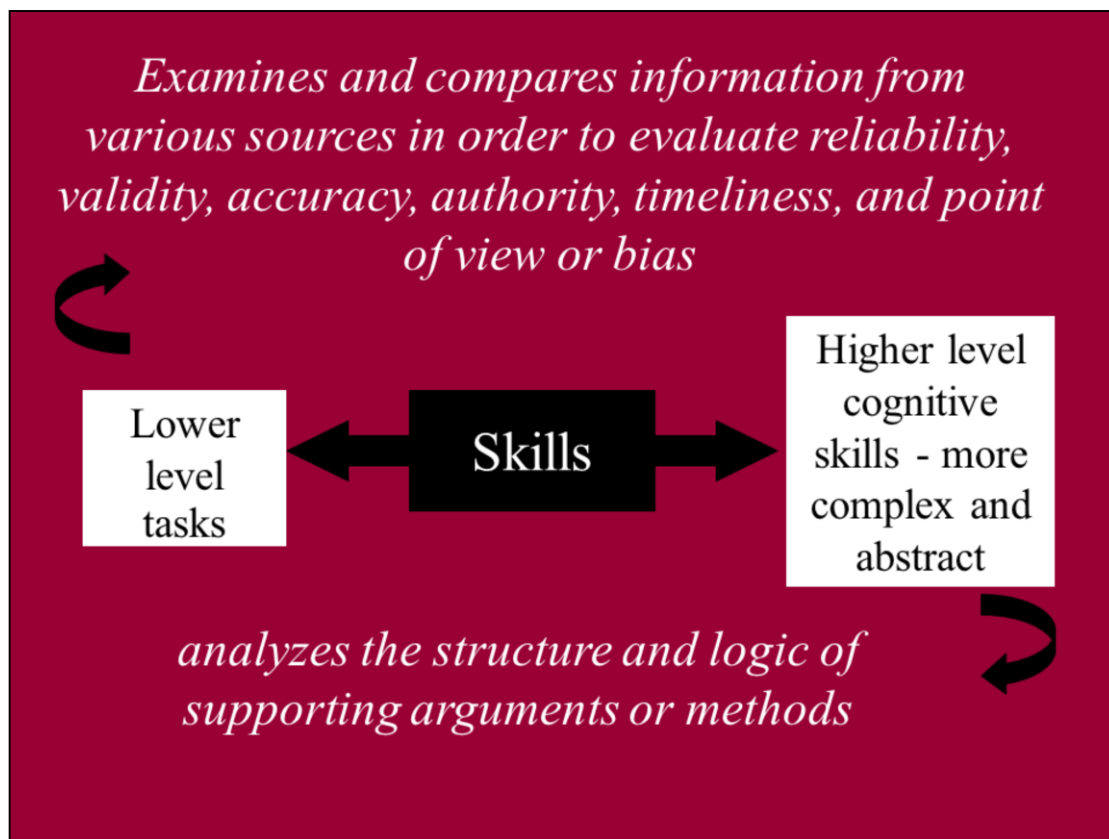 Examines and compares information from
various sources in order to evaluate reliability,
validity, accuracy, authority, timeliness, and point
of view or bias
Lower
level
tasks
Skills
Higher level
cognitive
skills - more
complex and
abstract
analyzes the structure and logic of
supporting arguments or methods